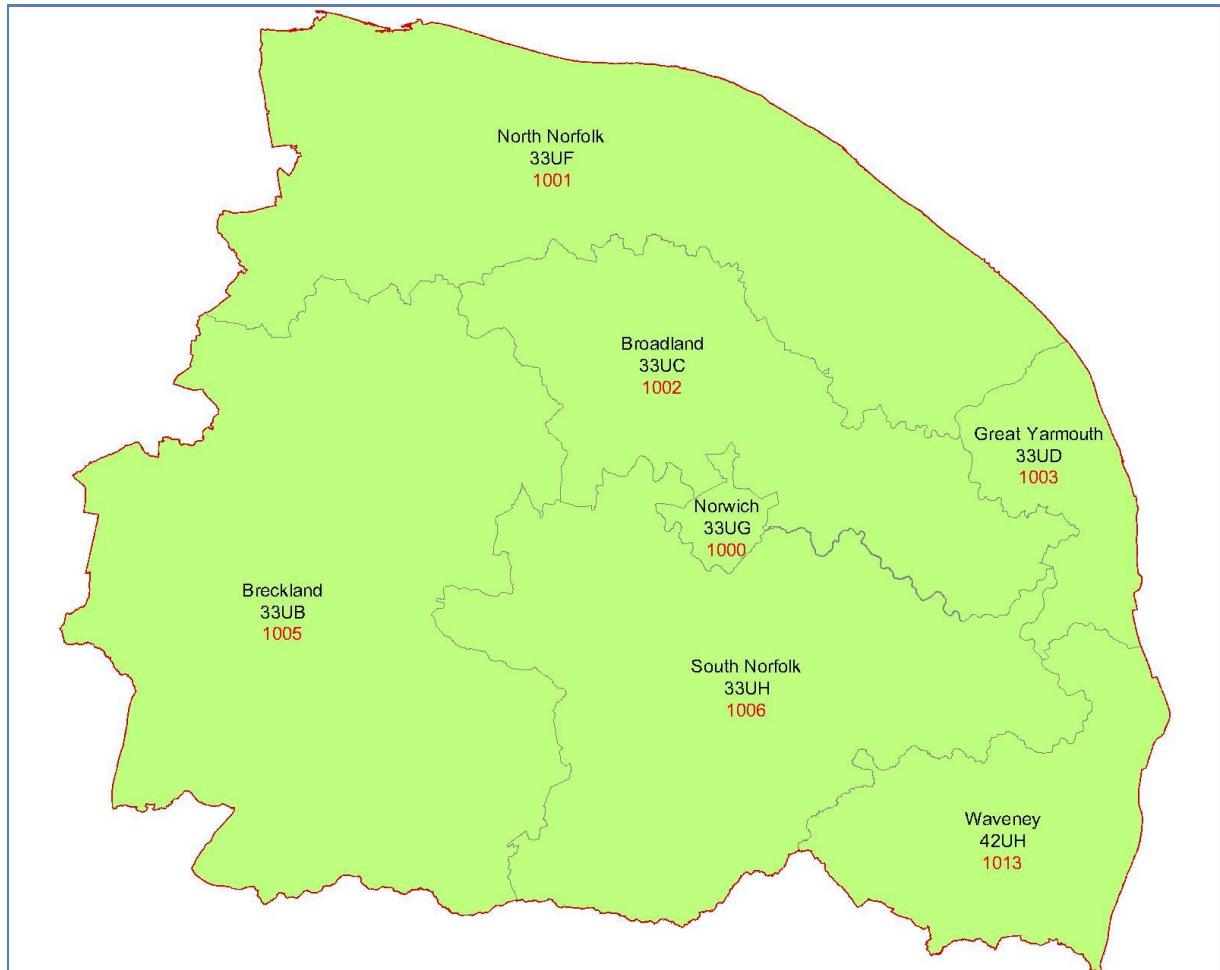 North Norfolk
33UF
1001
Broadland
33UC
1002
Great Yarmouth
33UD
1003
Norwich
33UG
1000
Breckland
33UB
1005
South Norfolk
33UH
1006
Waveney
42UH
1013